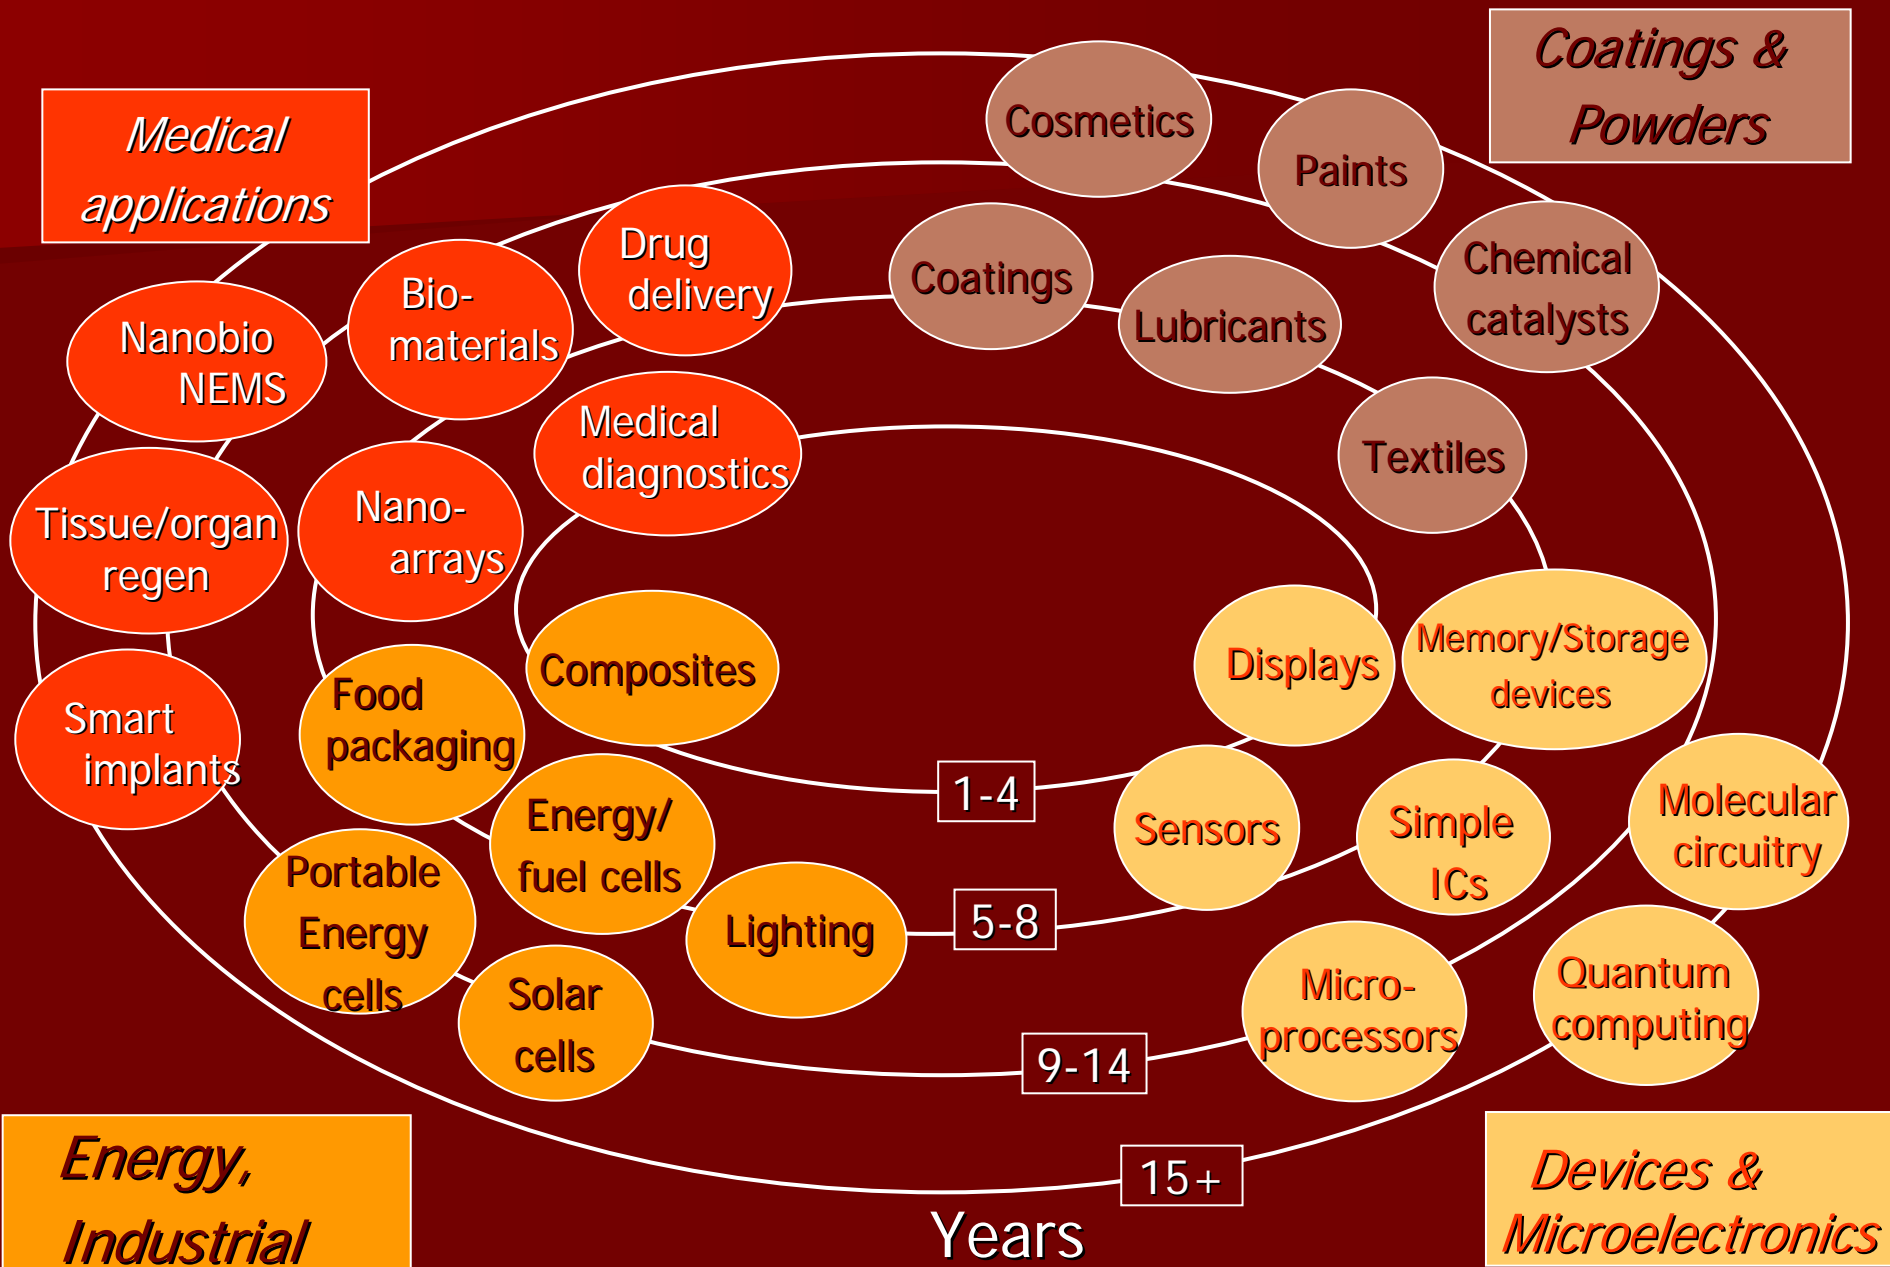 Coatings &
Powders
Medical
applications
Cosmetics
Paints
Drug
delivery
Coatings
Chemical
catalysts
Bio-
materials
Lubricants
Nanobio
NEMS
Medical
diagnostics
Textiles
Nano-
arrays
Tissue/organ
regen
Composites
Displays
Memory/Storage
devices
Food
packaging
Smart
implants
1-4
Energy/
fuel cells
Sensors
Simple
ICs
Molecular
circuitry
Portable
Energy
cells
Lighting
5-8
Solar
cells
Micro-
processors
Quantum
computing
9-14
15+
Years
Energy,
Industrial
Devices &
Microelectronics